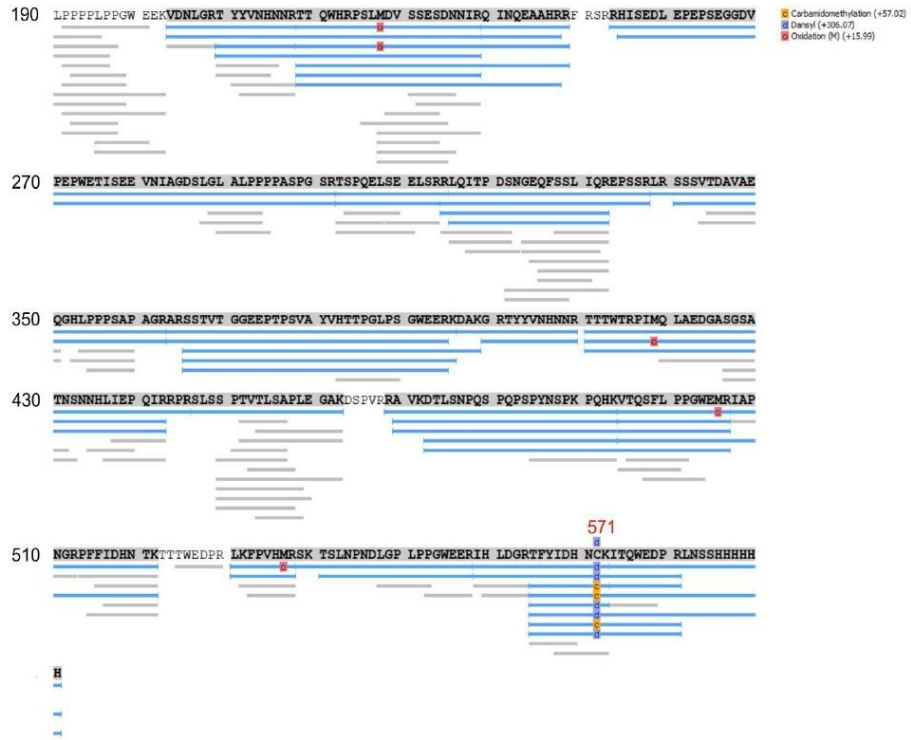 190 LPPPPLPPGW EEKVDNLGRT YYVNHNNRTT QWHRPSLMDV SSESDNNIRQ INQEAAHRRF RSRRHISEDL EPEPSEGGDV
c Carbamidomethylation (+57.02)
d Dansyl (+306.07)
o Oxidation (M) (+15.99)
o
o
270 PEPWETISEE VNIAGDSLGL ALPPPPASPG SRTSPQELSE ELSRRLQITP DSNGEQFSSL IQREPSSRLR SSSVTDAVAE
350 QGHLPPPSAP AGRARSSTVT GGEEPTPSVA YVHTTPGLPS GWEERKDAKG RTYYVNHNNR TTTWTRPIMQ LAEDGASGSA
o
430 TNSNNHLIEP QIRRPRSLSS PTVTLSAPLE GAKDSPVRRA VKDTLSNPQS PQPSPYNSPK PQHKVTQSFL PPGWEMRIAP
o
571
d
510 NGRPFFIDHN TKTTTWEDPR LKFPVHMRSK TSLNPNDLGP LPPGWEERIH LDGRTFYIDH NCKITQWEDP RLNSSHHHHH
o d
d
c
c
d
d
c
d
H